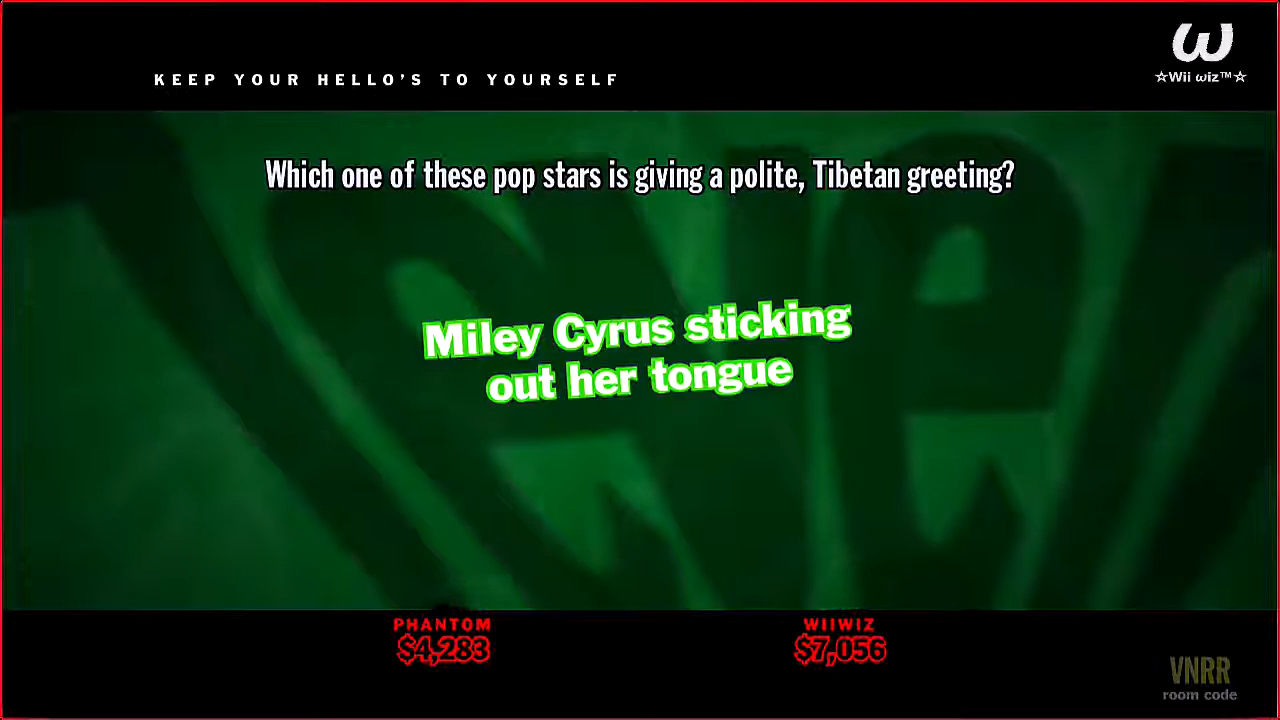 ω
☆Wii ωiz™☆
KEEP YOUR HELLO'S TO YOURSELF
Which one of these pop stars is giving a polite, Tibetan greeting?
Miley Cyrus sticking
out her tongue
PHANTOM
$4,283
WIIWIZ
$7,056
VNRR
room code